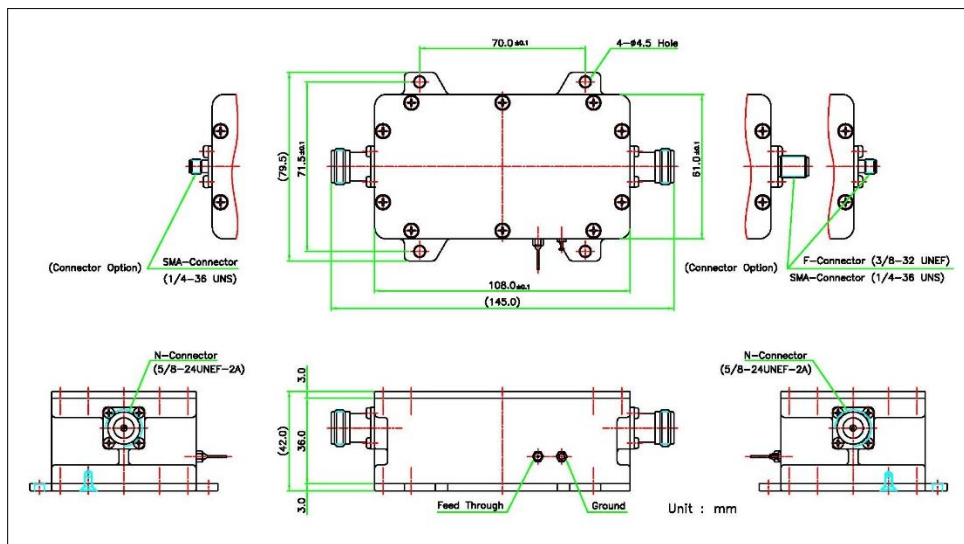 70.0±0.1
4-ø4.5 Hole
(79.5)
71.5±0.1
61.0±0.1
SMA-Connector
(Connector Option)
(1/4-36 UNS)
(Connector Option)
F-Connector (3/8-32 UNEF)
SMA-Connector (1/4-36 UNS)
108.0±0.1
(145.0)
N-Connector
(5/8-24UNEF-2A)
3.0
N-Connector
(5/8-24UNEF-2A)
(42.0)
36.0
3.0
Feed Through
Ground
Unit : mm